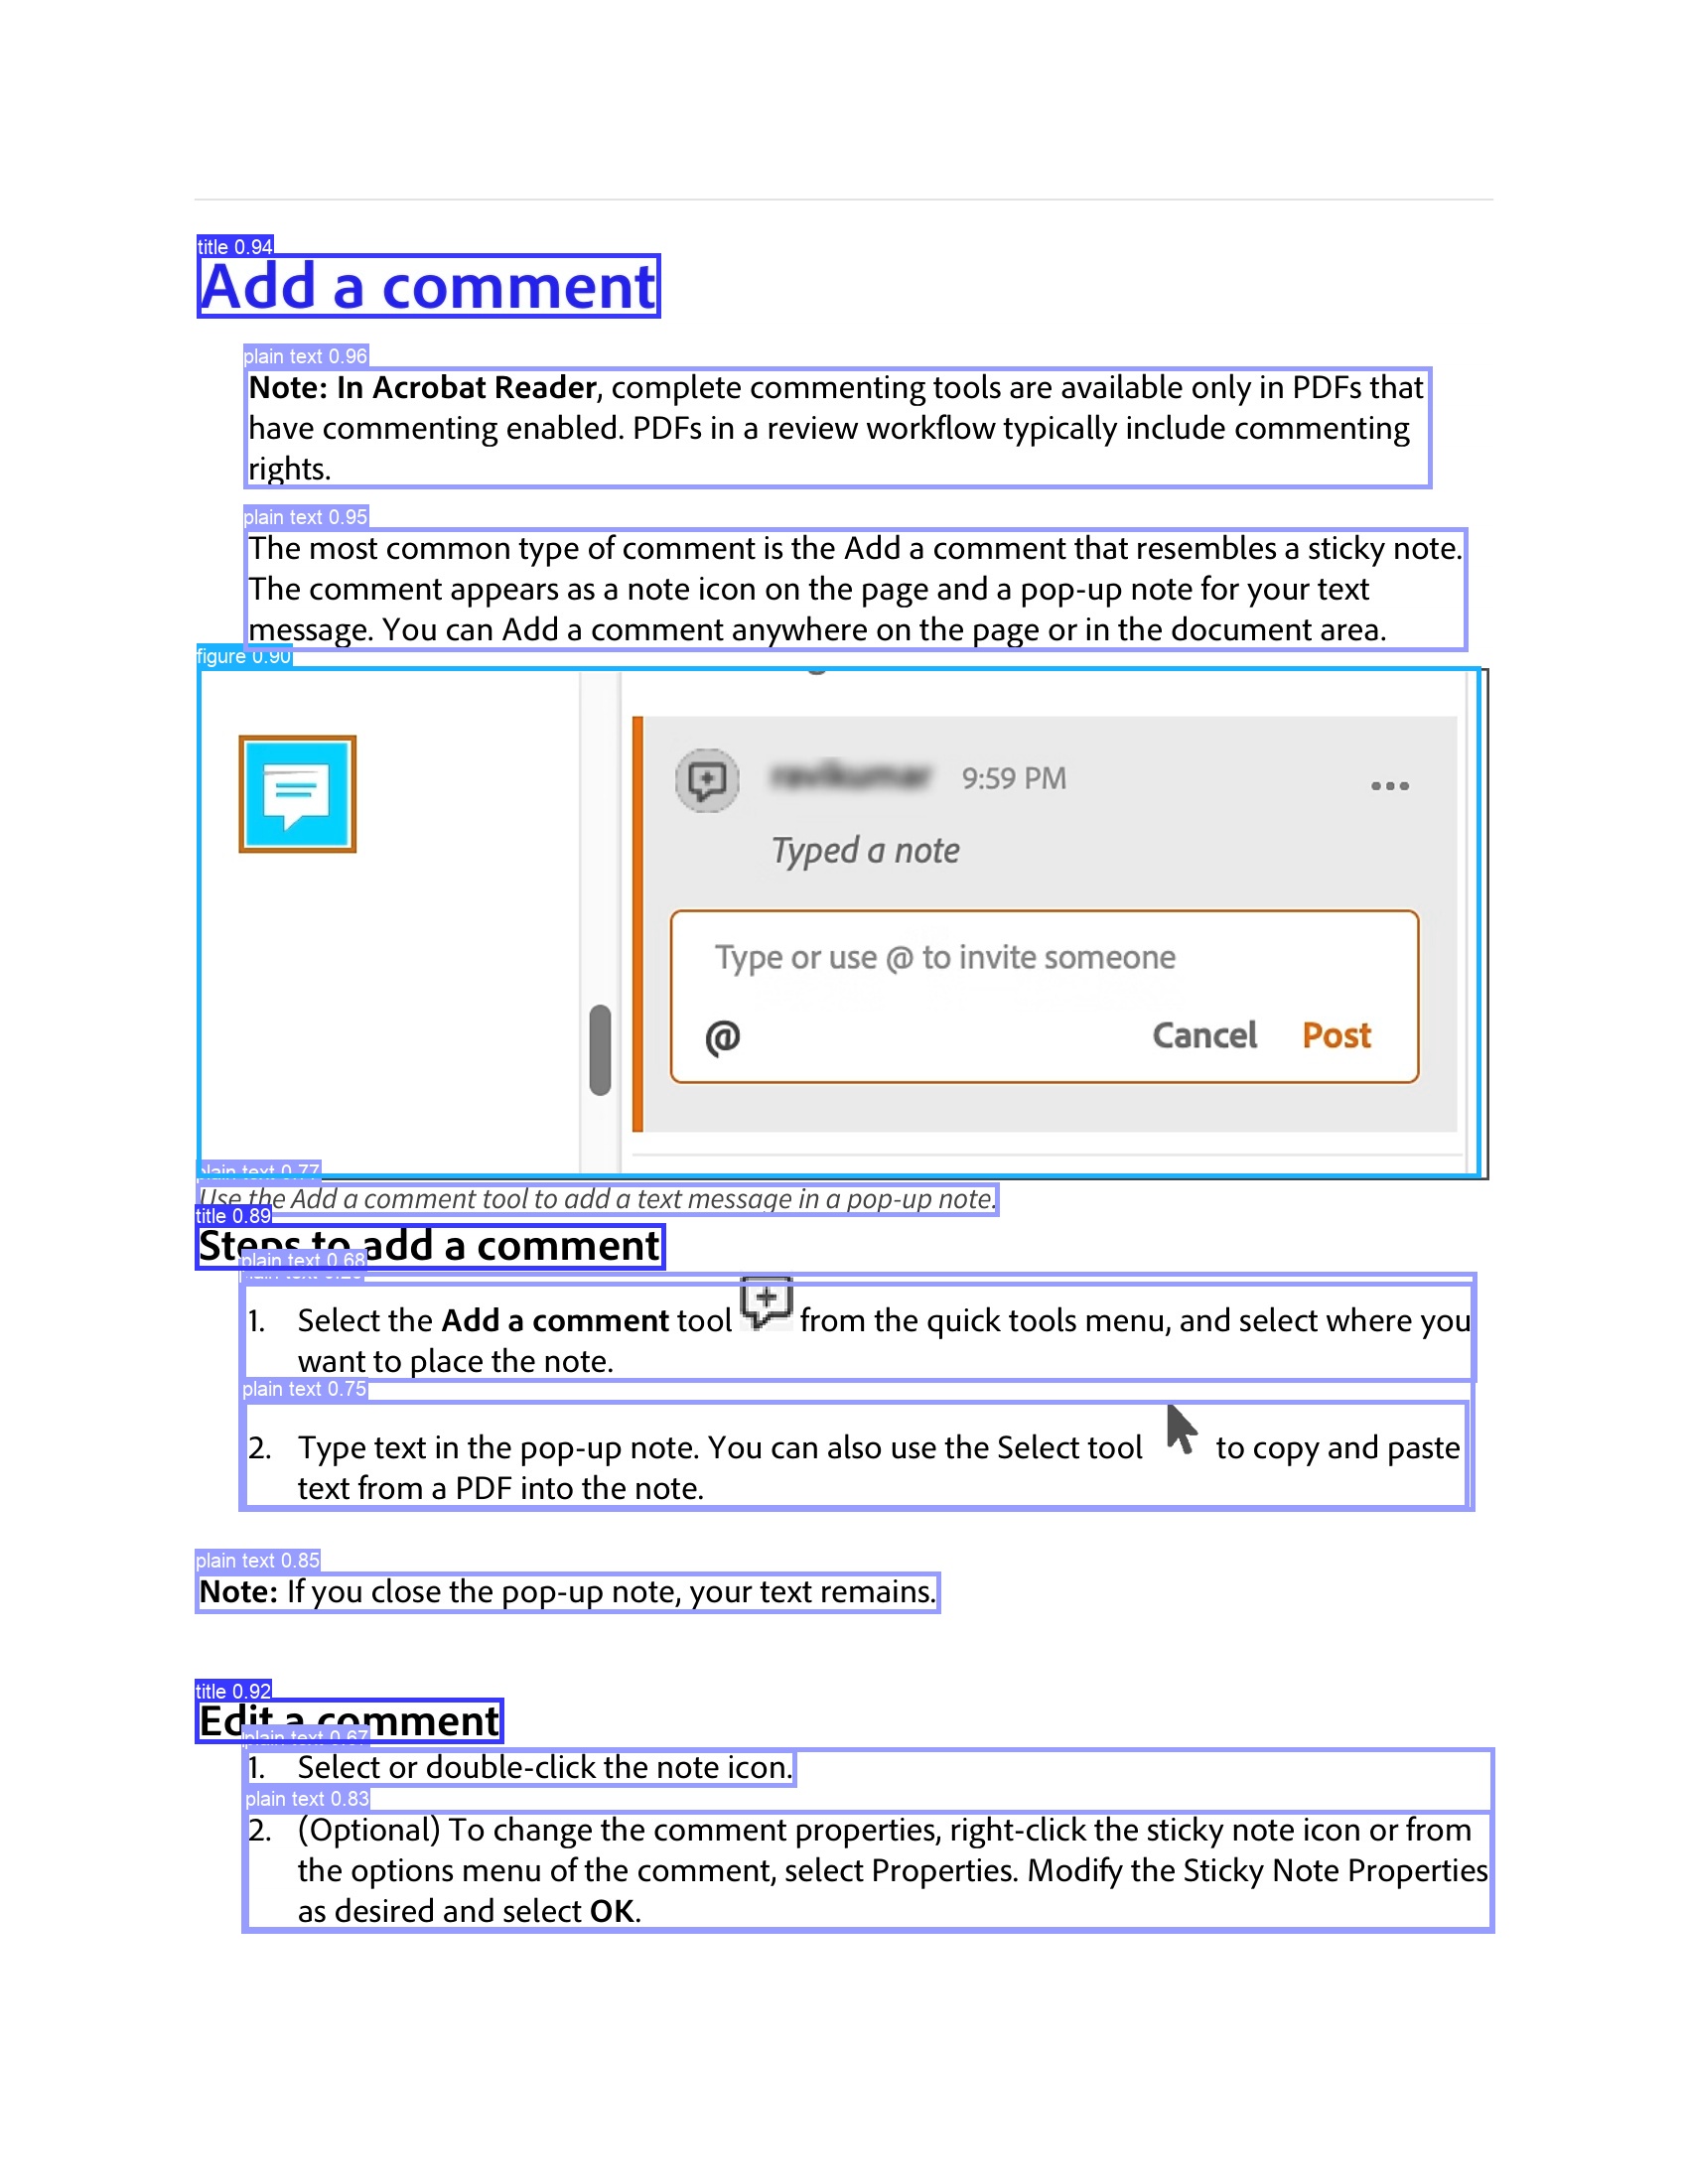 title 0.94
Add a comment
plain text 0.96
Note: In Acrobat Reader, complete commenting tools are available only in PDFs that
have commenting enabled. PDFs in a review workflow typically include commenting
rights.
plain text 0.95
The most common type of comment is the Add a comment that resembles a sticky note.
The comment appears as a note icon on the page and a pop-up note for your text
message. You can Add a comment anywhere on the page or in the document area.
figure 0.90
9:59 PM
Typed a note
Type or use @ to invite someone
@ Cancel Post
plain text 0.77
Use the Add a comment tool to add a text message in a pop-up note.
title 0.89
Steps to add a comment
plain text 0.68
plain text
1. Select the Add a comment tool from the quick tools menu, and select where you
want to place the note.
plain text 0.75
2. Type text in the pop-up note. You can also use the Select tool to copy and paste
text from a PDF into the note.
plain text 0.85
Note: If you close the pop-up note, your text remains.
title 0.92
Edit a comment
plain text 0.67
1. Select or double-click the note icon.
plain text 0.83
2. (Optional) To change the comment properties, right-click the sticky note icon or from
the options menu of the comment, select Properties. Modify the Sticky Note Properties
as desired and select OK.